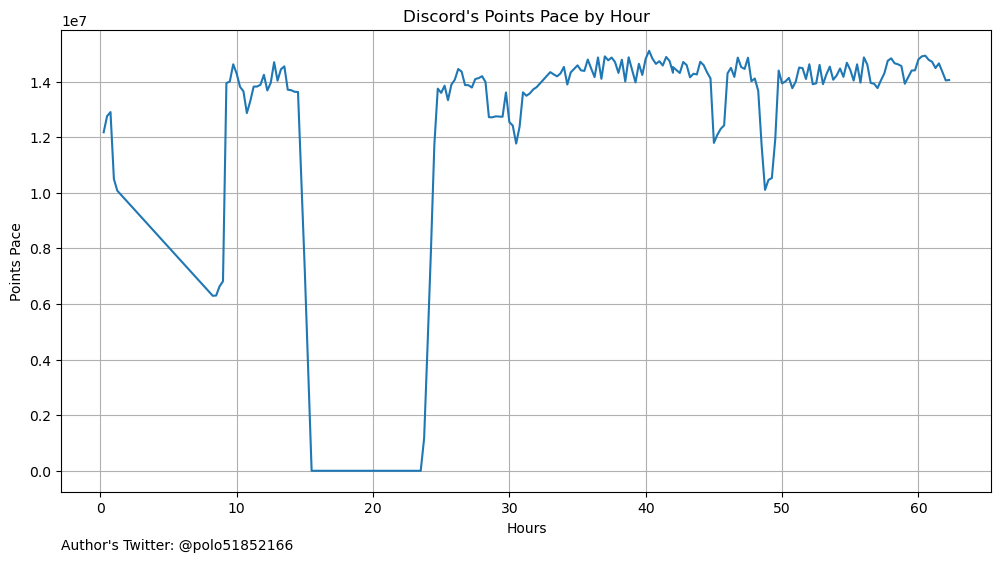 Discord's Points Pace by Hour
1e7
1.4
1.2
1.0
0.8
0.6
0.4
0.2
0.0
Points Pace
0 10 20 30 40 50 60
Hours
Author's Twitter: @polo51852166